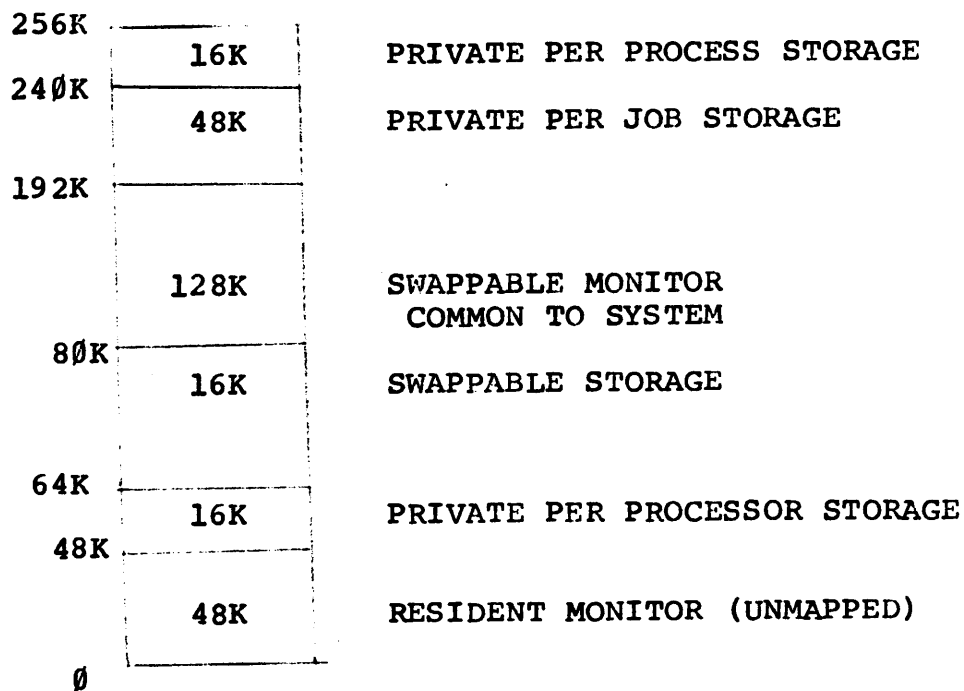 256K
16K PRIVATE PER PROCESS STORAGE
24ØK
48K PRIVATE PER JOB STORAGE
192K
128K SWAPPABLE MONITOR
COMMON TO SYSTEM
8ØK
16K SWAPPABLE STORAGE
64K
16K PRIVATE PER PROCESSOR STORAGE
48K
48K RESIDENT MONITOR (UNMAPPED)
Ø